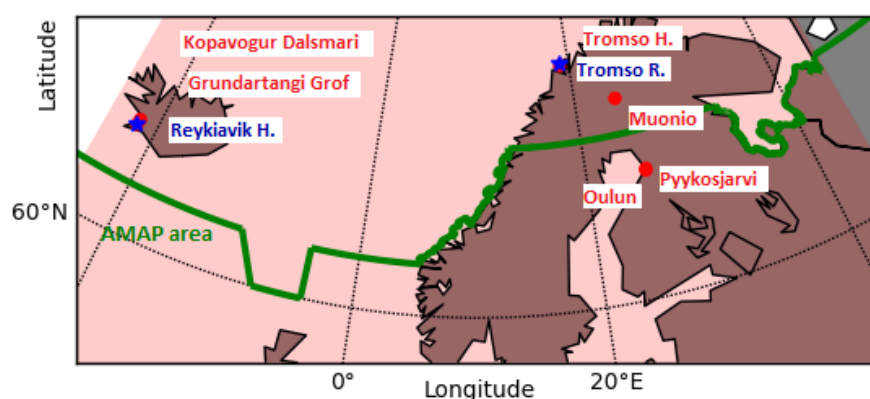 Kopavogur Dalsmari
Tromso H.
Latitude
Grundartangi Grof
Tromso R.
Reykiavik H.
Muonio
Pyykosjarvi
Oulun
60°N
AMAP area
0°
Longitude
20°E